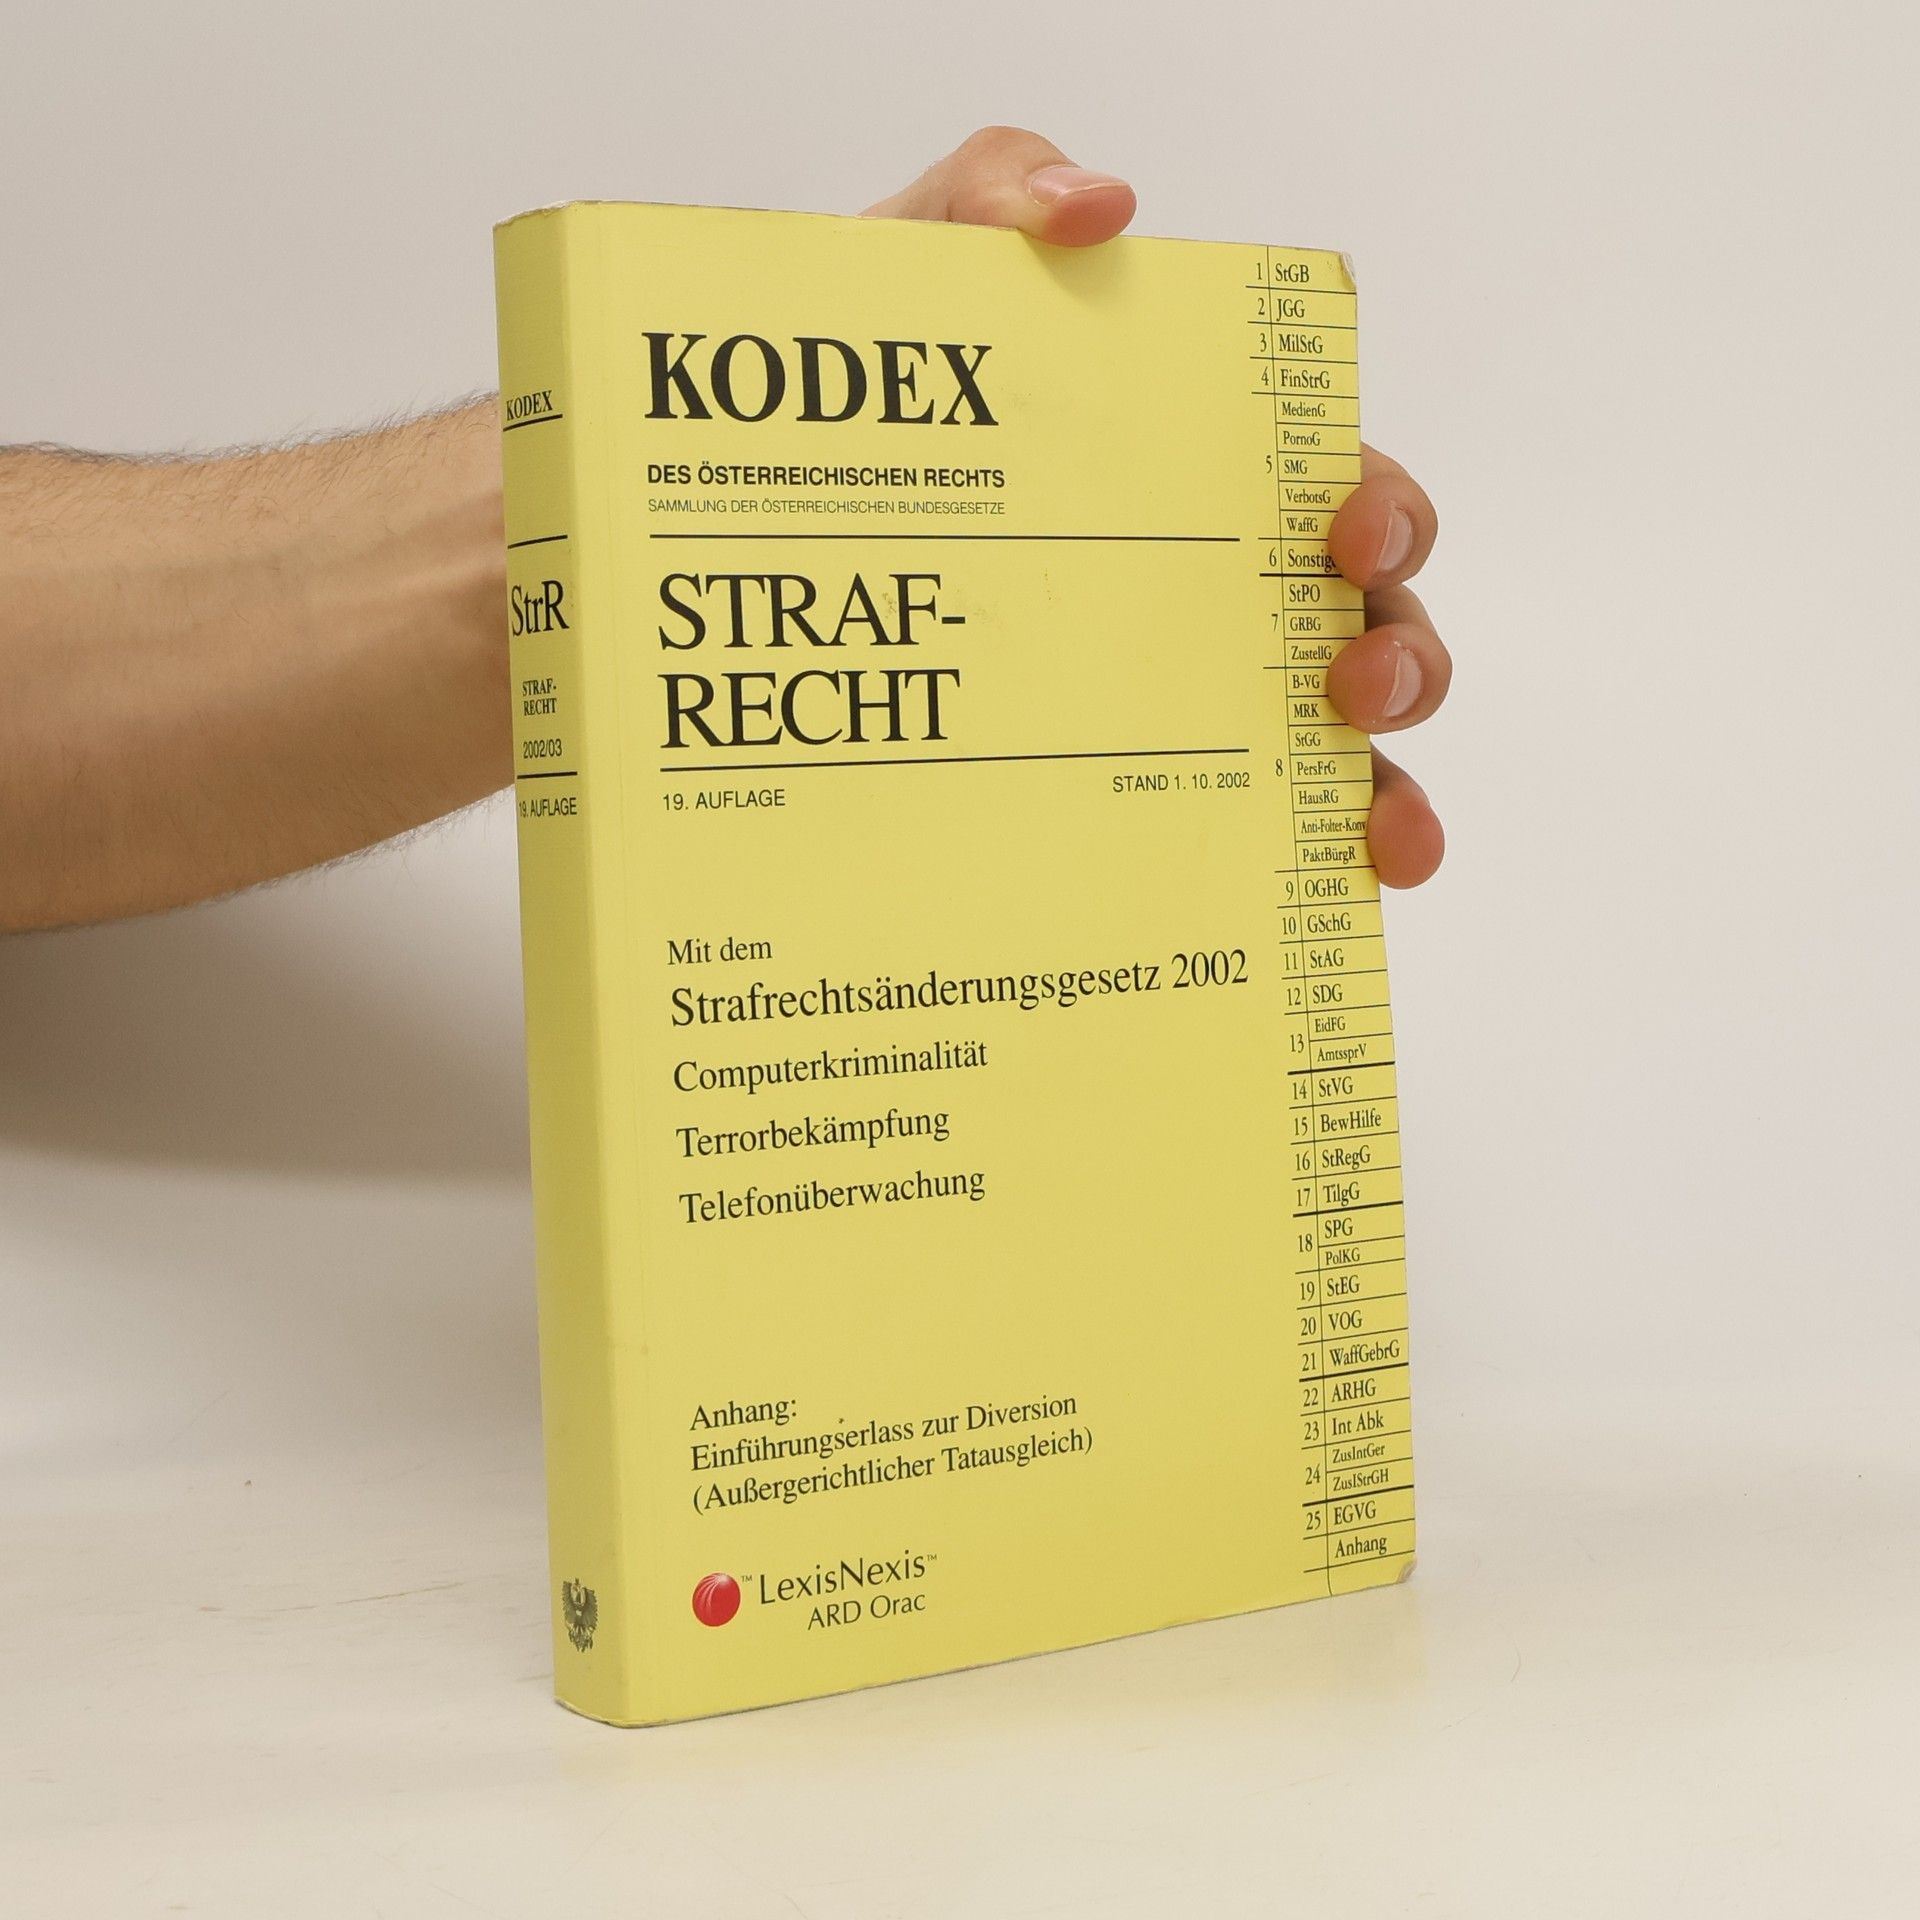 KODEX
StrR
STRAF-
RECHT
2002/03
19. AUFLAGE
KODEX
DES ÖSTERREICHISCHEN RECHTS
SAMMLUNG DER ÖSTERREICHISCHEN BUNDESGESETZE
STRAF-
RECHT
19. AUFLAGE STAND 1. 10. 2002
Mit dem
Strafrechtsänderungsgesetz 2002
Computerkriminalität
Terrorbekämpfung
Telefonüberwachung
Anhang:
Einführungserlass zur Diversion
(Außergerichtlicher Tatausgleich)
™ LexisNexis™
ARD Orac
1 StGB
2 JGG
3 MilStG
4 FinStrG
MedienG
PornoG
5 SMG
VerbotsG
WaffG
6
StPO
7 GRBG
ZustellG
B-VG
MRK
StGG
8 PersFrG
HausRG
Anti-Folter-Konv
PaktBürgR
9 OGHG
10 GSchG
11 StAG
12 SDG
13 EidFG
AmtssprV
14 StVG
15 BewHilfe
16 StRegG
17 TilgG
18 SPG
PolKG
19 StEG
20 VOG
21 WaffGebrG
22 ARHG
23 Int Abk
24 ZusIntGer
ZusIStrGH
25 EGVG
Anhang